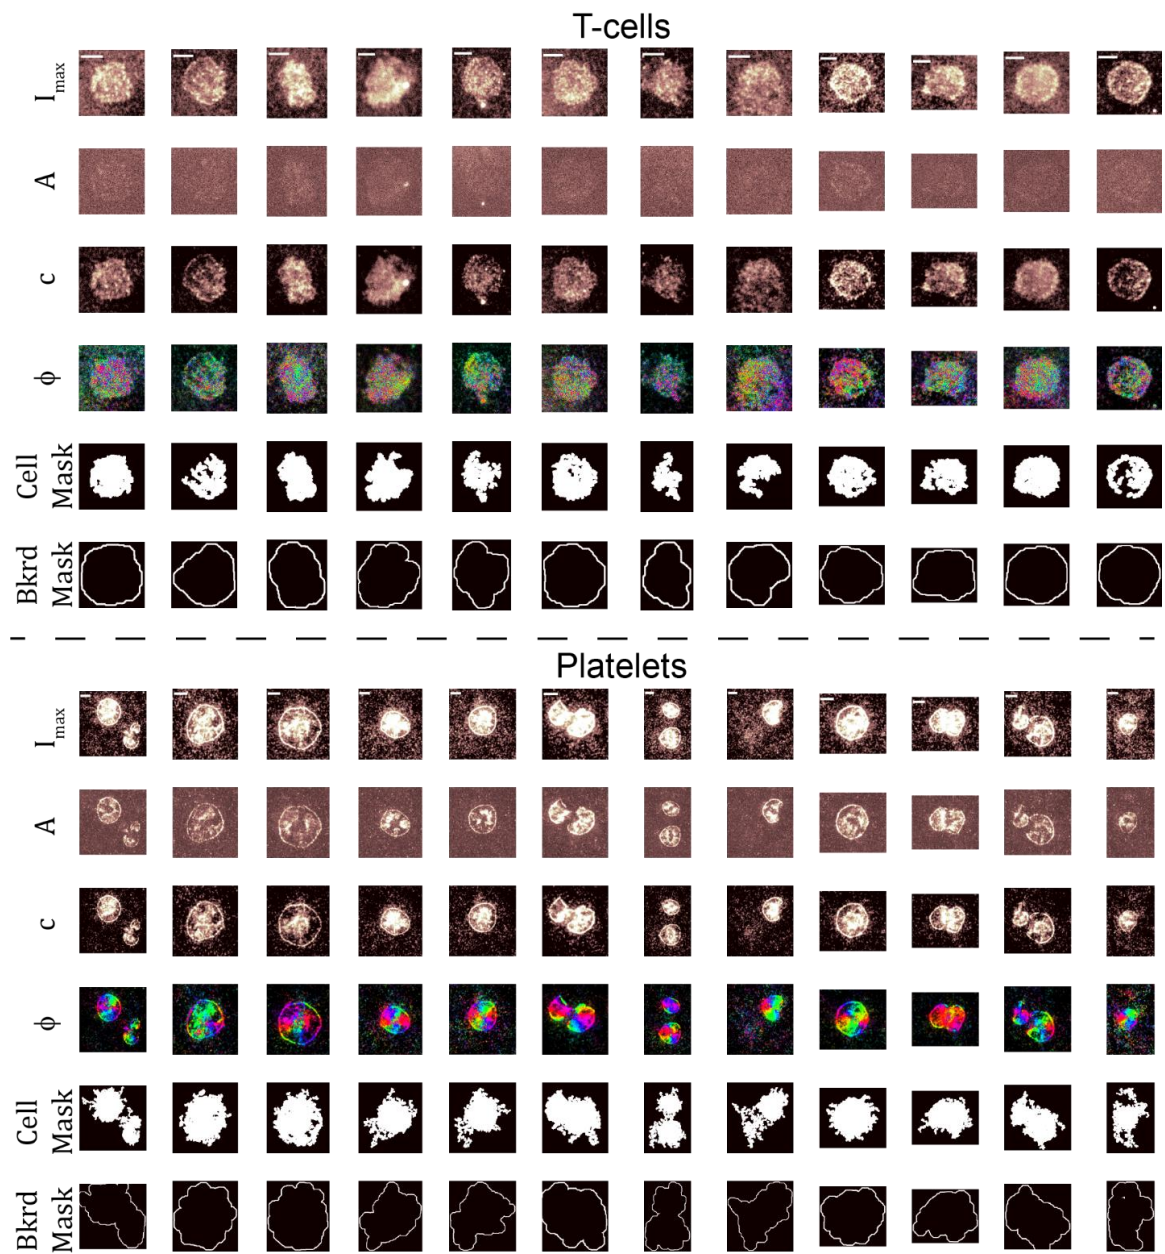 T-cells
I_max
A
c
ϕ
Cell
Mask
Bkrd
Mask
Platelets
I_max
A
c
ϕ
Cell
Mask
Bkrd
Mask